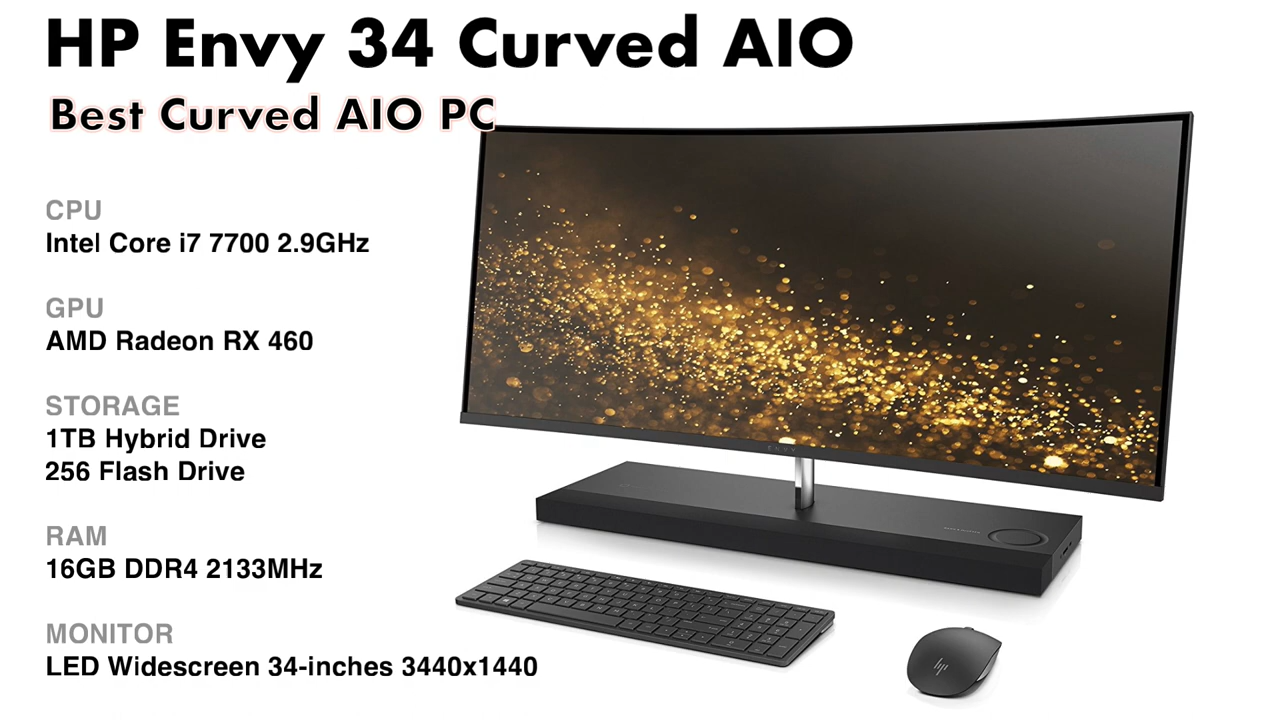 HP Envy 34 Curved AIO
Best Curved AIO PC
CPU
Intel Core i7 7700 2.9GHz
GPU
AMD Radeon RX 460
STORAGE
1TB Hybrid Drive
256 Flash Drive
RAM
16GB DDR4 2133MHz
MONITOR
LED Widescreen 34-inches 3440x1440
ENVY
hp